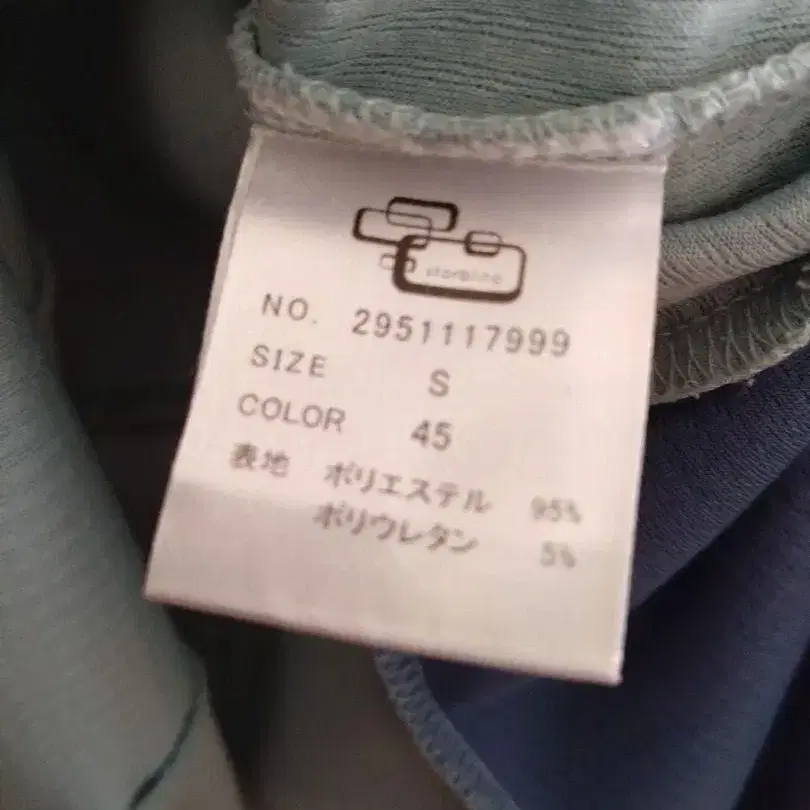 NO. 2951117999
SIZE S
COLOR 45
表地 ポリエステル 95%
ポリウレタン 5%